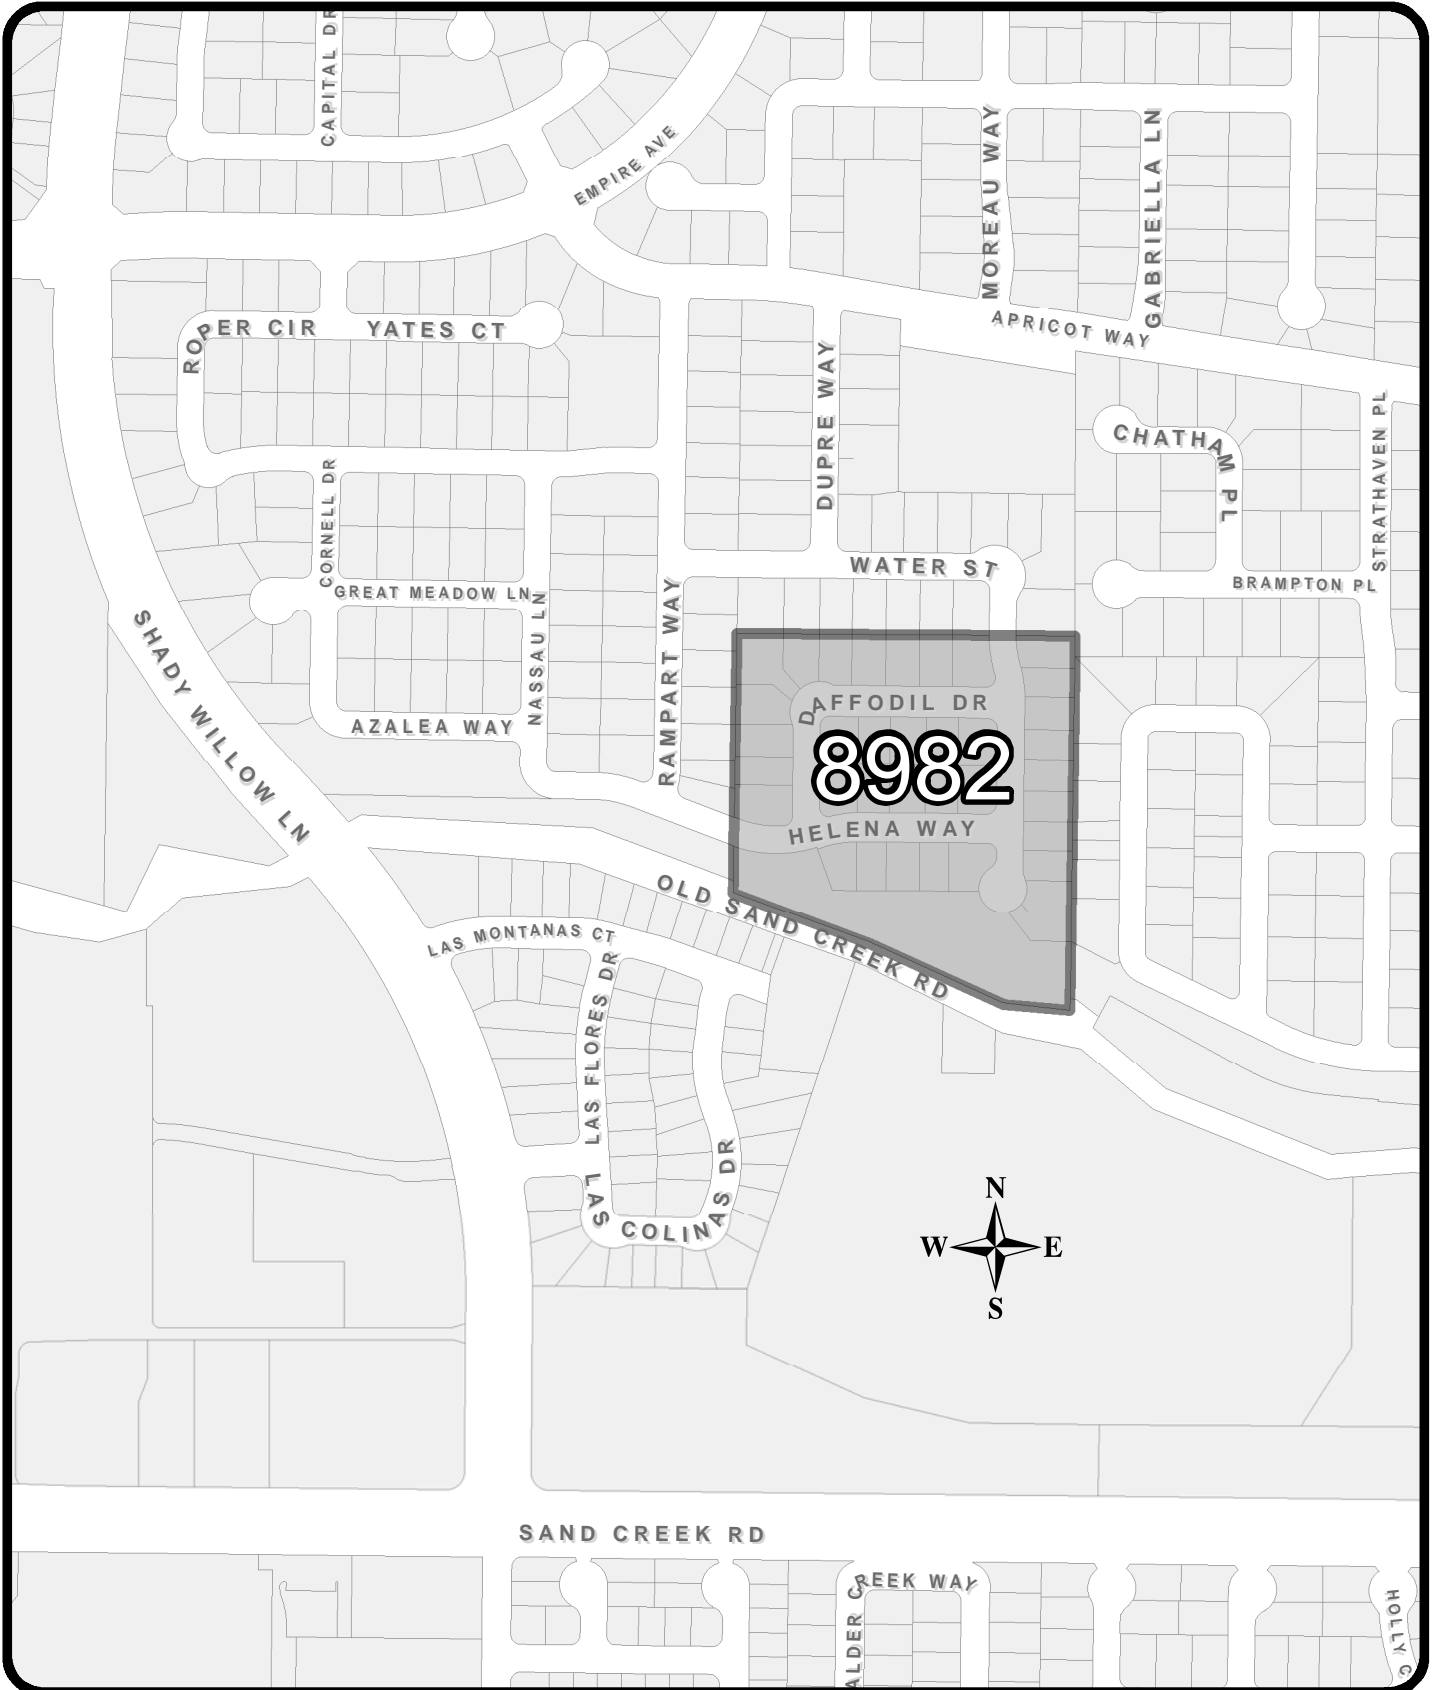 CAPITAL DR
EMPIRE AVE
MOREAU WAY
GABRIELLA LN
ROPER CIR
YATES CT
APRICOT WAY
DUPRE WAY
CHATHAM PL
STRATHAVEN PL
CORNELL DR
WATER ST
BRAMPTON PL
GREAT MEADOW LN
NASSAU LN
RAMPART WAY
SHADY WILLOW LN
AZALEA WAY
DAFFODIL DR
8982
HELENA WAY
OLD SAND CREEK RD
LAS MONTANAS CT
LAS FLORES DR
LAS COLINAS DR
N
W
E
S
SAND CREEK RD
ALDER CREEK WAY
HOLLY C